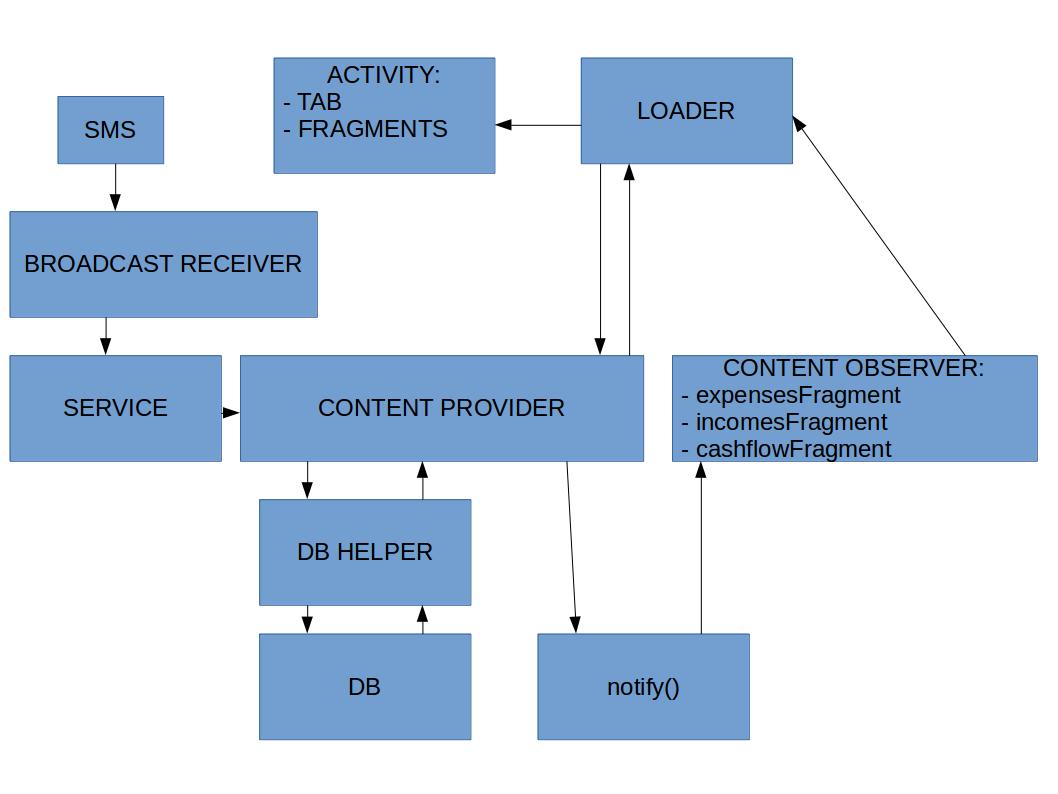 ACTIVITY:
- TAB
- FRAGMENTS
LOADER
SMS
BROADCAST RECEIVER
SERVICE
CONTENT PROVIDER
CONTENT OBSERVER:
- expensesFragment
- incomesFragment
- cashflowFragment
DB HELPER
DB
notify()